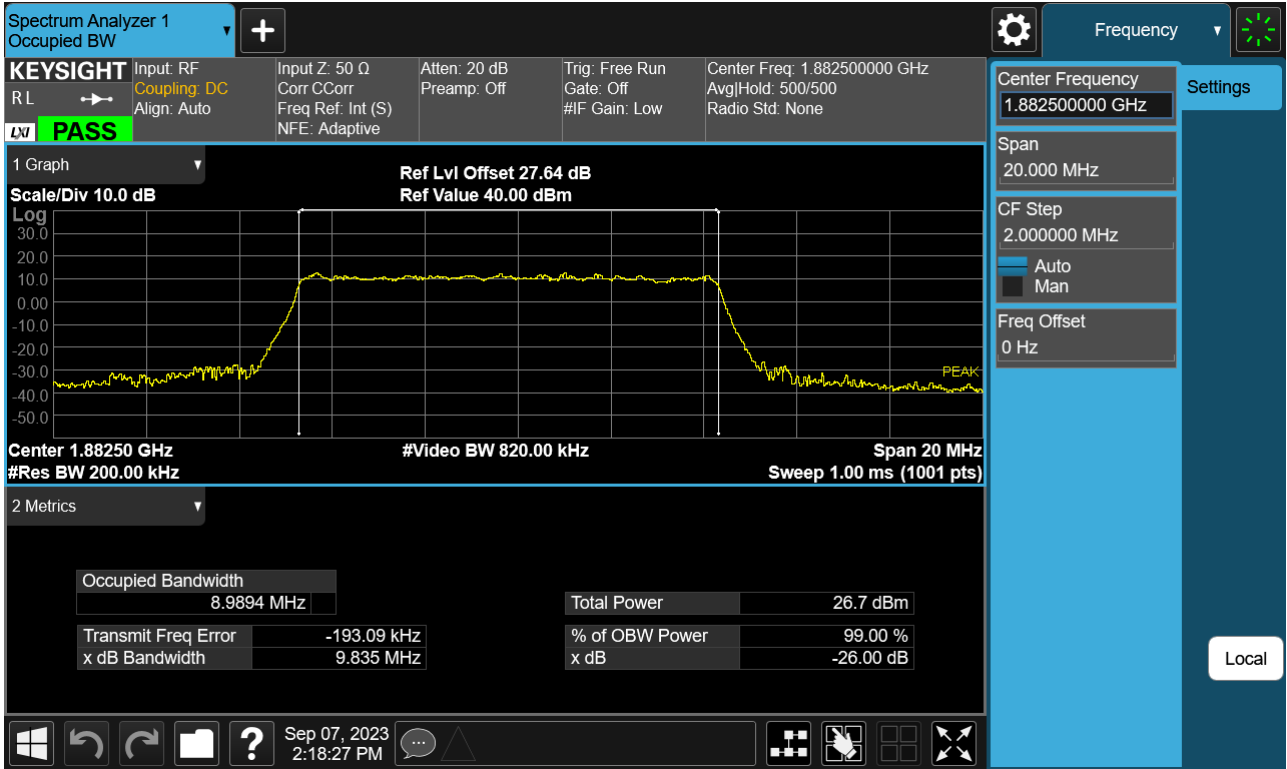 Spectrum Analyzer 1
Occupied BW
Frequency
KEYSIGHT
R L
LXI
PASS
Input: RF
Coupling: DC
Align: Auto
Input Z: 50 Ω
Corr CCorr
Freq Ref: Int (S)
NFE: Adaptive
Atten: 20 dB
Preamp: Off
Trig: Free Run
Gate: Off
#IF Gain: Low
Center Freq: 1.882500000 GHz
Avg|Hold: 500/500
Radio Std: None
Center Frequency
1.882500000 GHz
Settings
Span
20.000 MHz
CF Step
2.000000 MHz
Auto
Man
Freq Offset
0 Hz
Local
1 Graph
Ref Lvl Offset 27.64 dB
Scale/Div 10.0 dB
Ref Value 40.00 dBm
Log
30.0
20.0
10.0
0.00
-10.0
-20.0
-30.0
-40.0
-50.0
PEAK
Center 1.88250 GHz
#Video BW 820.00 kHz
Span 20 MHz
#Res BW 200.00 kHz
Sweep 1.00 ms (1001 pts)
2 Metrics
Occupied Bandwidth
8.9894 MHz
Total Power 26.7 dBm
Transmit Freq Error -193.09 kHz
% of OBW Power 99.00 %
x dB Bandwidth 9.835 MHz
x dB -26.00 dB
?
Sep 07, 2023
2:18:27 PM